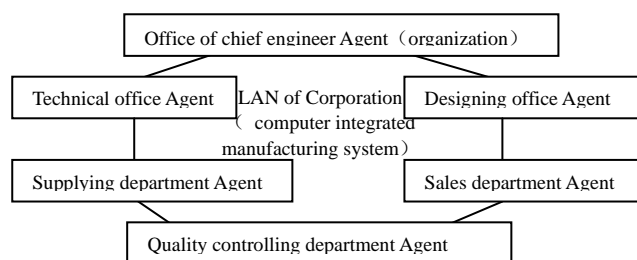 Office of chief engineer Agent（organization）
Technical office Agent
LAN of Corporation
（ computer integrated
manufacturing system）
Designing office Agent
Supplying department Agent
Sales department Agent
Quality controlling department Agent